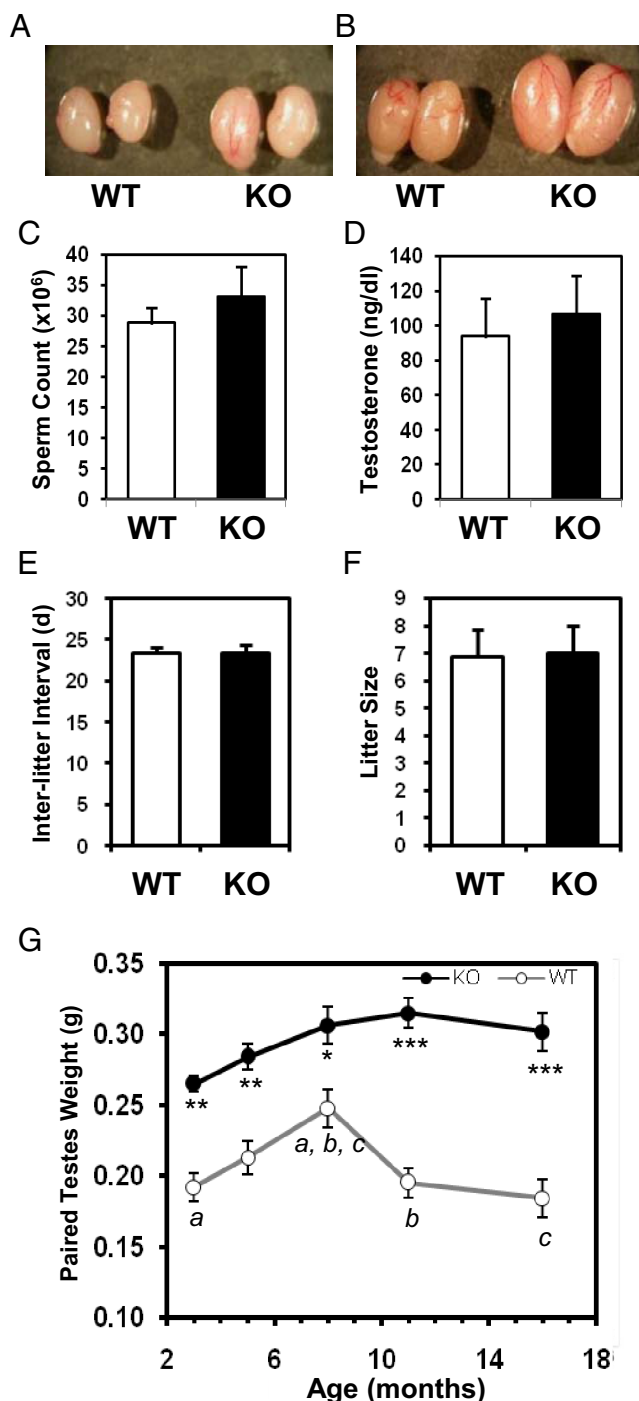 A
B
WT KO WT KO
C
D
Sperm Count (x10⁶)
40
35
30
25
20
15
10
5
0
WT KO
Testosterone (ng/dl)
140
120
100
80
60
40
20
0
WT KO
E
F
Inter-litter Interval (d)
30
25
20
15
10
5
0
WT KO
Litter Size
9
8
7
6
5
4
3
2
1
0
WT KO
G
Paired Testes Weight (g)
0.35
0.30
0.25
0.20
0.15
0.10
KO WT
** ** * *** ***
a a, b, c b c
2 6 10 14 18
Age (months)